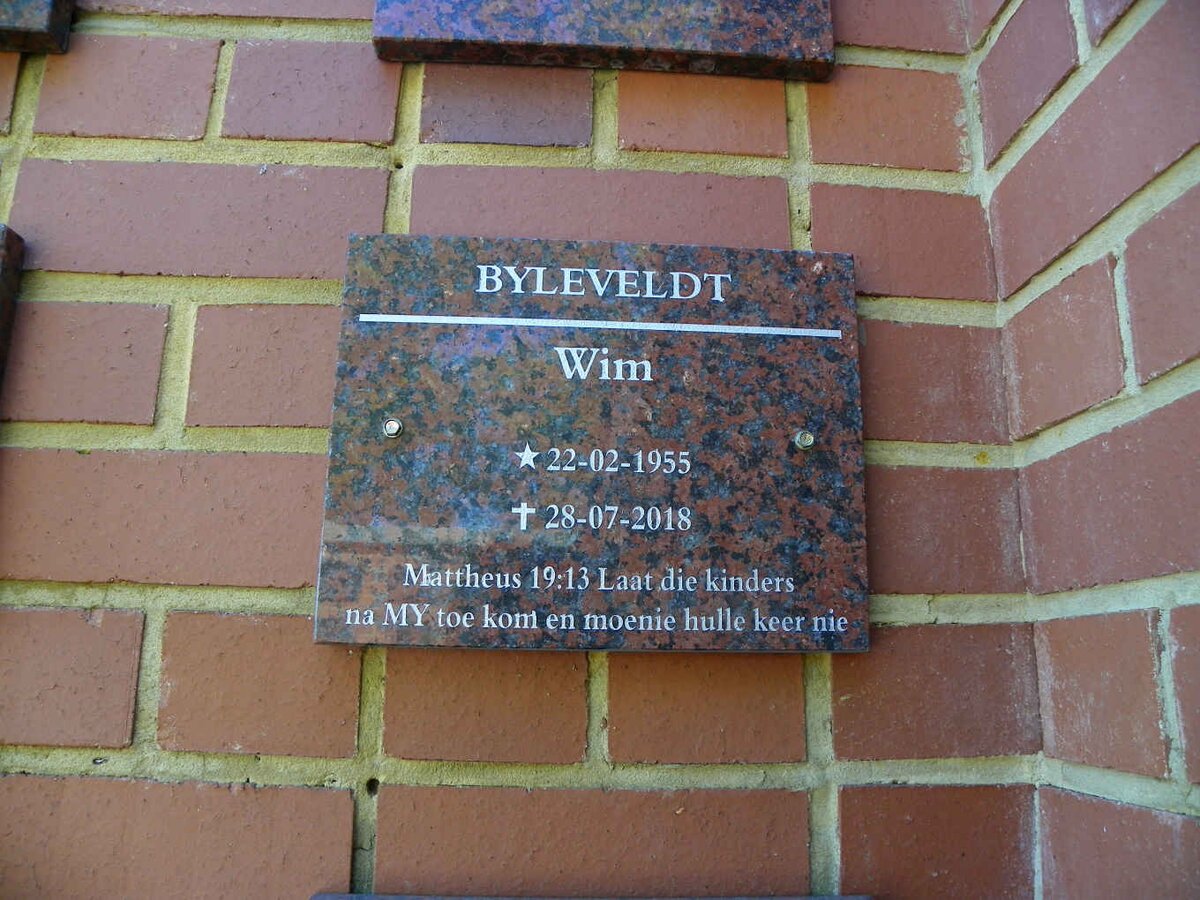 BYLEVELDT
Wim
★ 22-02-1955
✝ 28-07-2018
Mattheus 19:13 Laat die kinders
na MY toe kom en moenie hulle keer nie